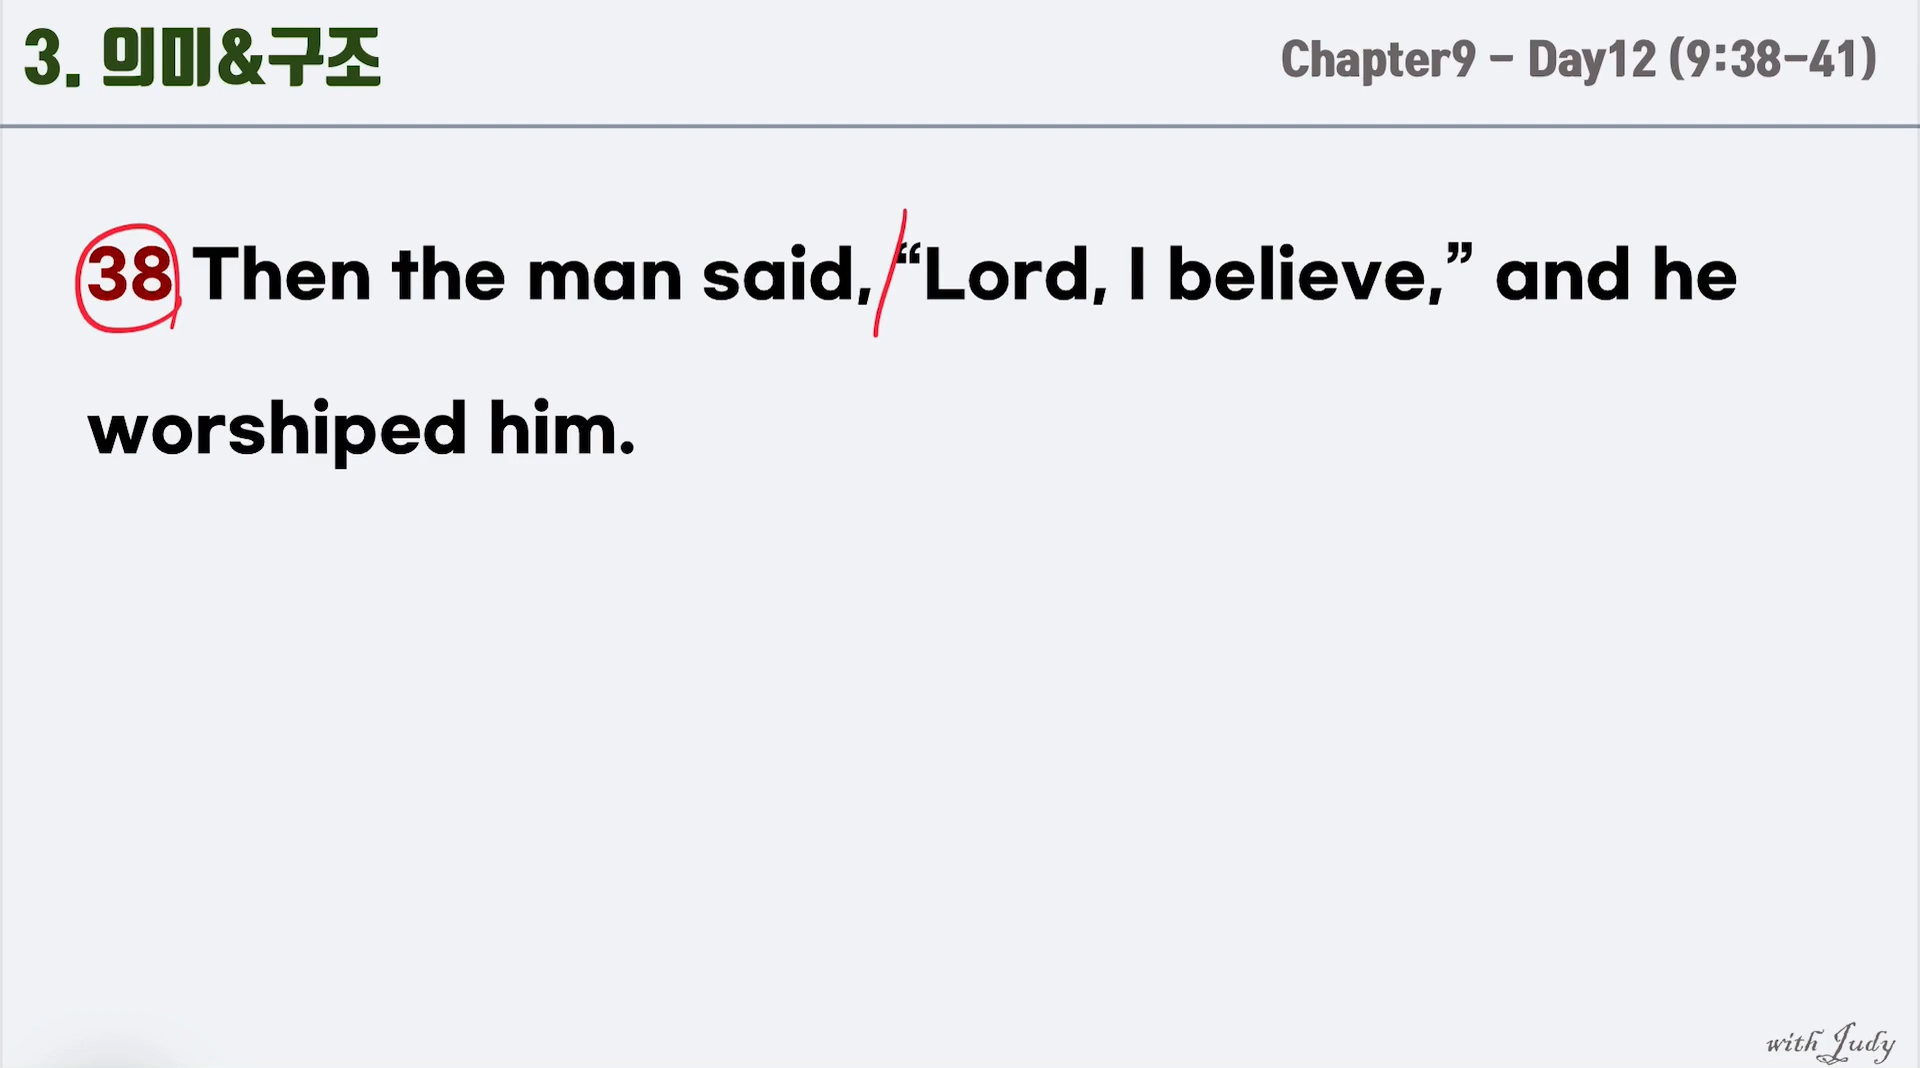 3. 의미&구조
Chapter9 - Day12 (9:38-41)
38 Then the man said, “Lord, I believe,” and he
worshiped him.
with Judy